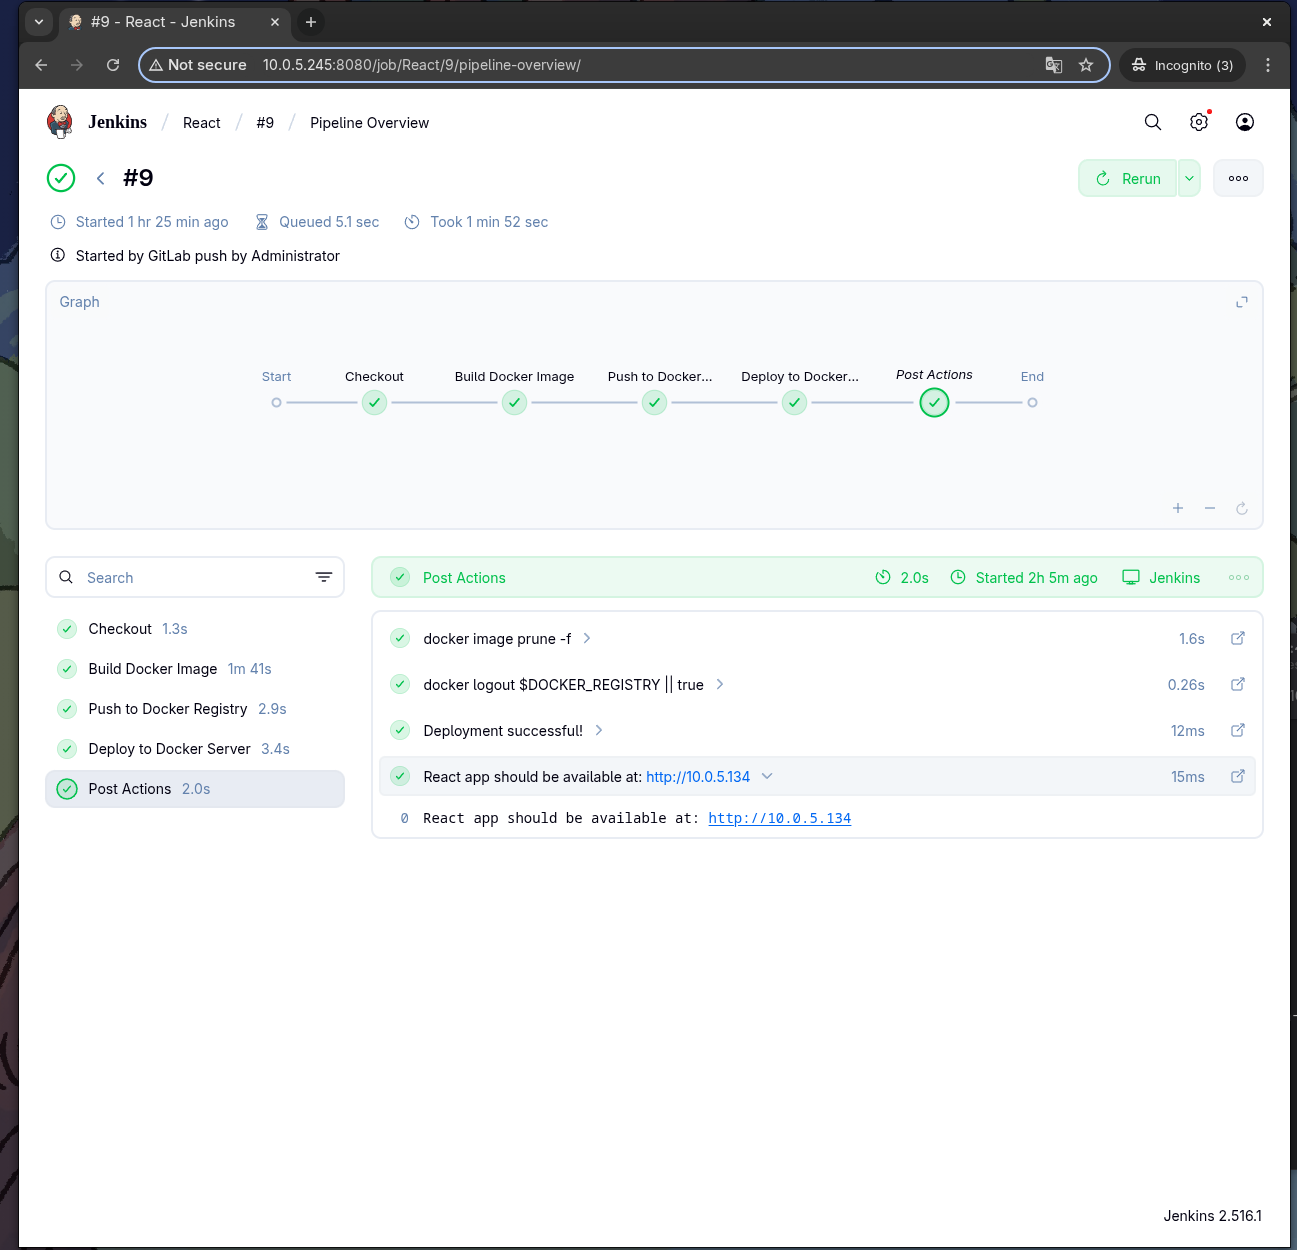 #9 - React - Jenkins
Not secure 10.0.5.245:8080/job/React/9/pipeline-overview/ Incognito (3)
Jenkins / React / #9 / Pipeline Overview
#9 Rerun
Started 1 hr 25 min ago Queued 5.1 sec Took 1 min 52 sec
Started by GitLab push by Administrator
Graph
Start Checkout Build Docker Image Push to Docker... Deploy to Docker... Post Actions End
Search
Post Actions 2.0s Started 2h 5m ago Jenkins
Checkout 1.3s
Build Docker Image 1m 41s
Push to Docker Registry 2.9s
Deploy to Docker Server 3.4s
Post Actions 2.0s
docker image prune -f 1.6s
docker logout $DOCKER_REGISTRY || true 0.26s
Deployment successful! 12ms
React app should be available at: http://10.0.5.134 15ms
0 React app should be available at: http://10.0.5.134
Jenkins 2.516.1